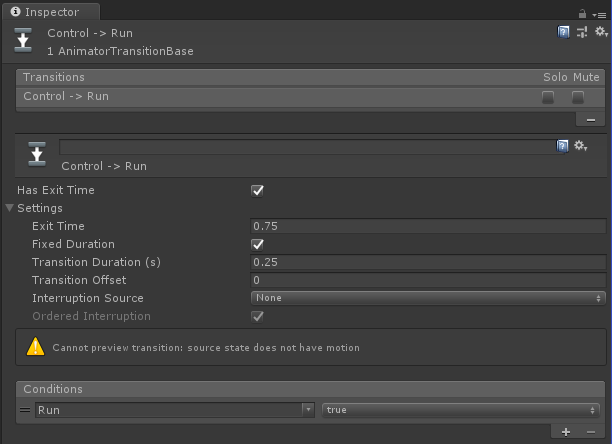 Inspector
Control -> Run
1 AnimatorTransitionBase
Transitions Solo Mute
Control -> Run
Control -> Run
Has Exit Time
Settings
Exit Time 0.75
Fixed Duration
Transition Duration (s) 0.25
Transition Offset 0
Interruption Source None
Ordered Interruption
Cannot preview transition: source state does not have motion
Conditions
Run true